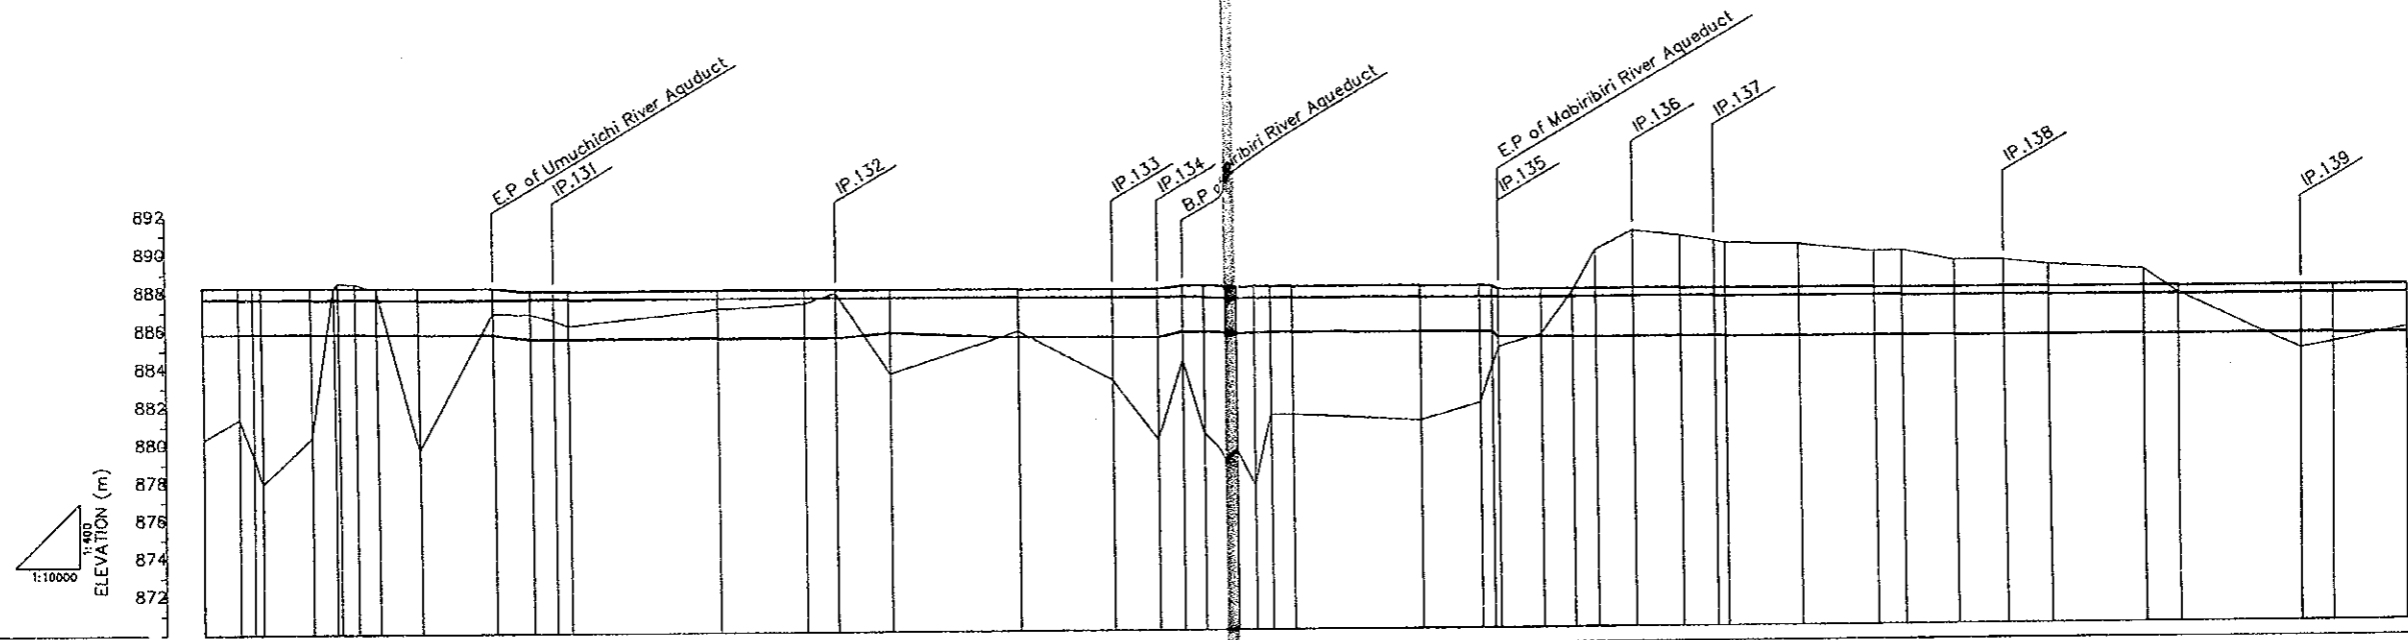 E.P. of Umuchichi River Aquduct
IP.131
IP.132
IP.133
IP.134
B.P
River Aqueduct
E.P of Mabiribiri River Aqueduct
IP.135
IP.136
IP.137
IP.138
IP.139
892
890
888
886
884
882
880
878
876
874
872
ELEVATION (m)
1:400
1:10000